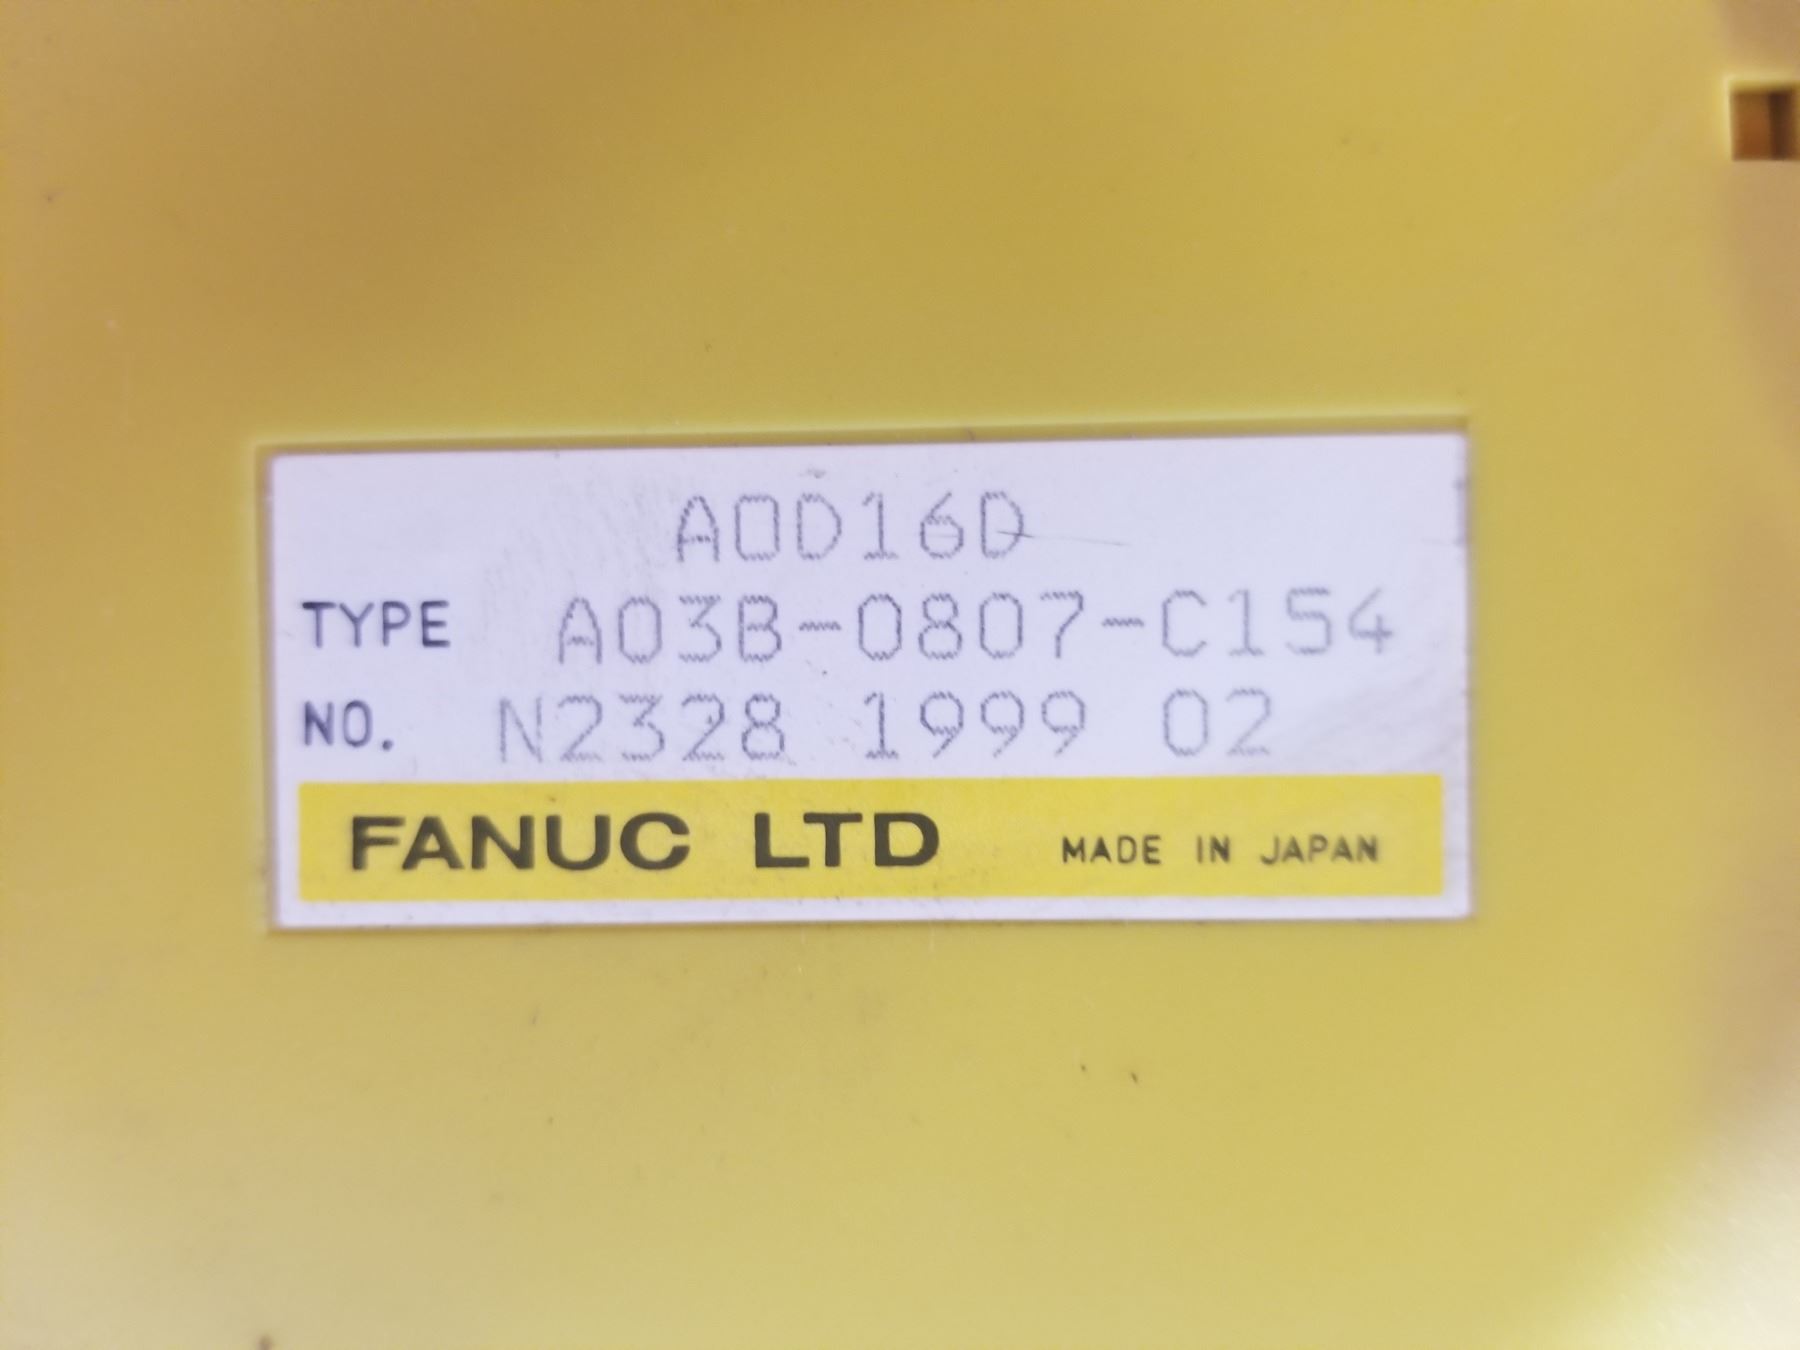 AOD16D
TYPE A03B-0807-C154
NO. N2328 1999 02
FANUC LTD MADE IN JAPAN